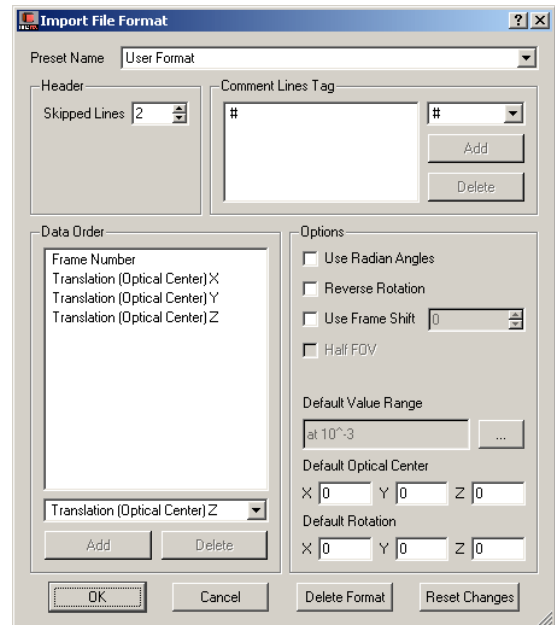 Import File Format
Preset Name User Format
Header
Skipped Lines 2
Comment Lines Tag
#
#
Add
Delete
Data Order
Frame Number
Translation (Optical Center) X
Translation (Optical Center) Y
Translation (Optical Center) Z
Translation (Optical Center) Z
Add Delete
Options
Use Radian Angles
Reverse Rotation
Use Frame Shift 0
Half FOV
Default Value Range
at 10^-3 ...
Default Optical Center
X 0 Y 0 Z 0
Default Rotation
X 0 Y 0 Z 0
OK Cancel Delete Format Reset Changes